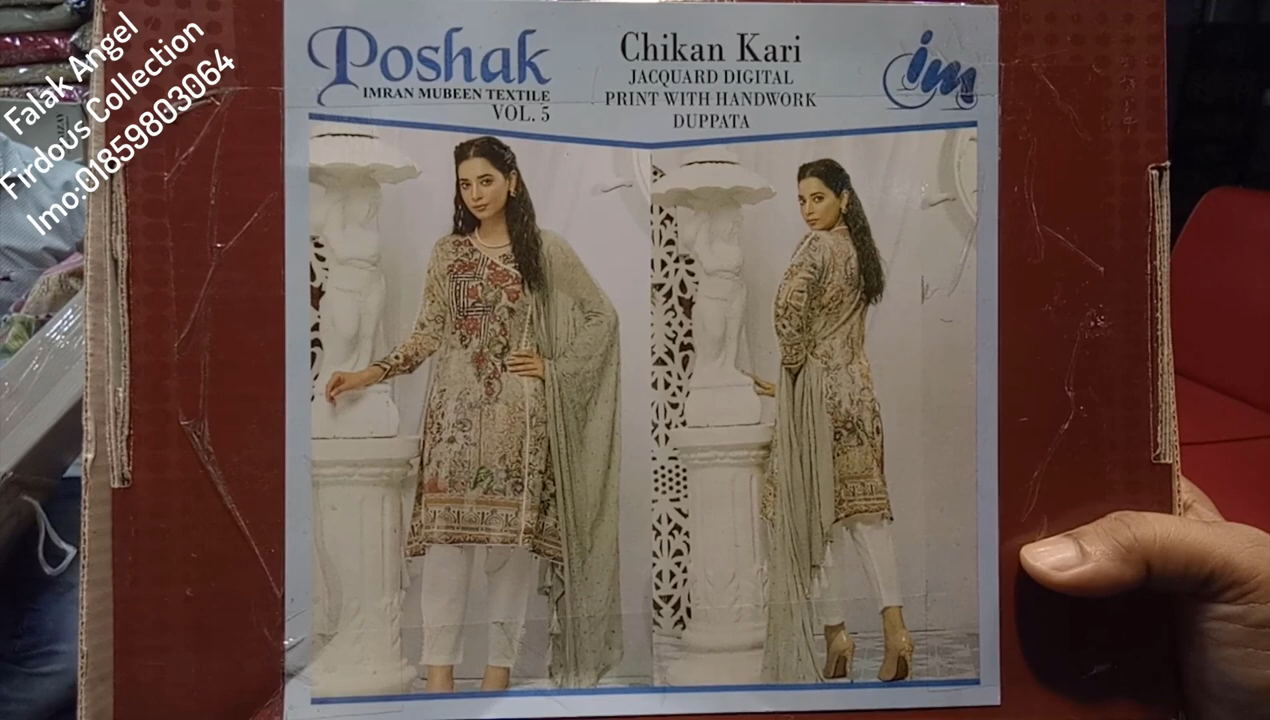 Falak Angel
Firdous Collection
Imo:01859803064
Poshak
IMRAN MUBEEN TEXTILE
VOL. 5
Chikan Kari
JACQUARD DIGITAL
PRINT WITH HANDWORK
DUPPATA
im